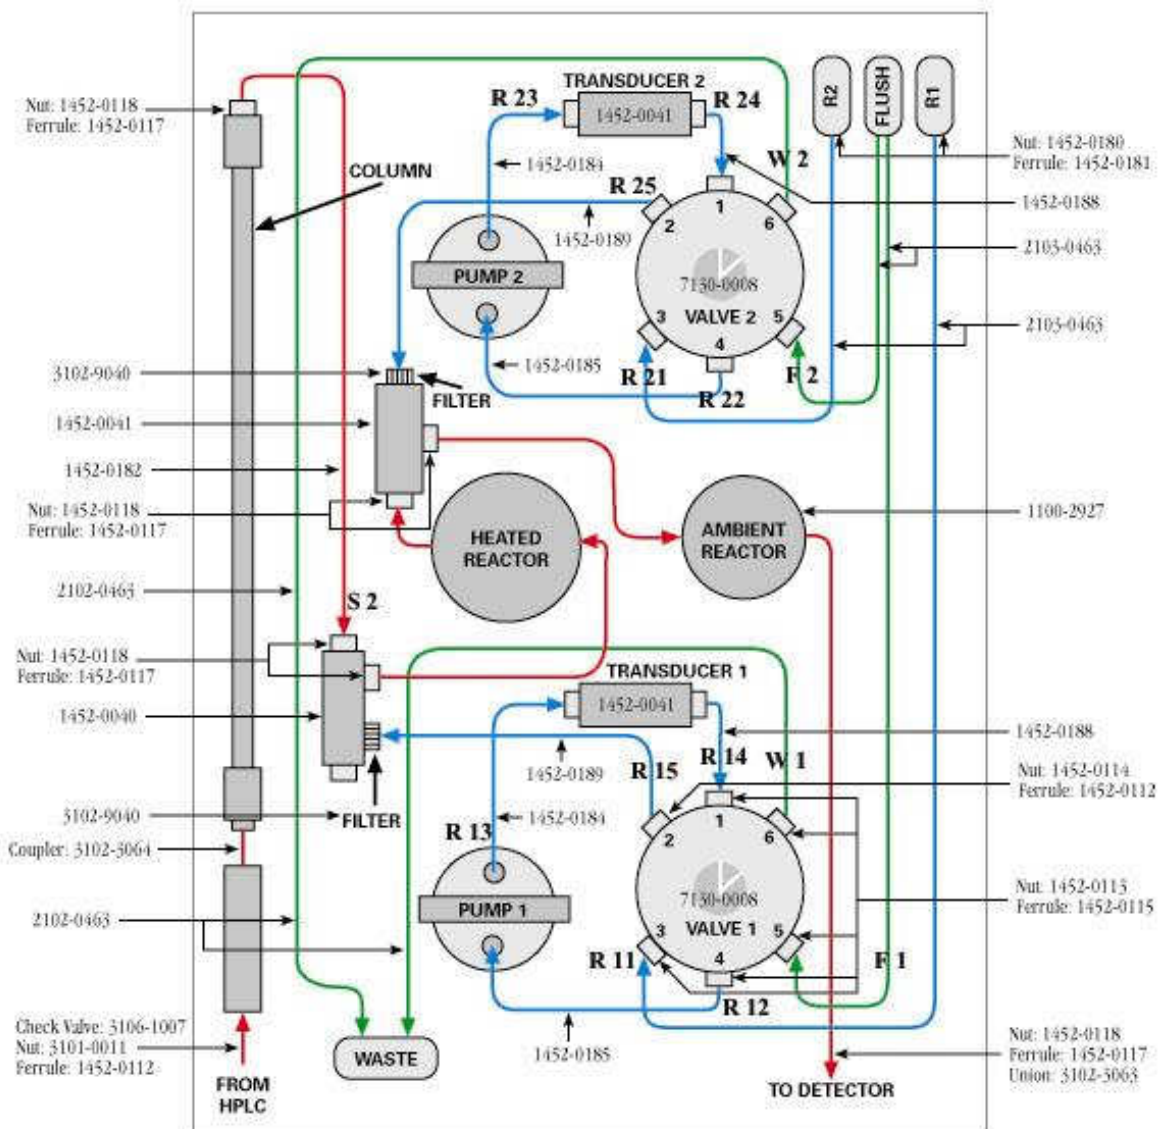 TRANSDUCER 2
R 23
1452-0041
R 24
R2
FLUSH
R1
Nut: 1452-0118
Ferrule: 1452-0117
Nut: 1452-0180
Ferrule: 1452-0181
1452-0184
W 2
COLUMN
R 25
1452-0188
1
2
6
1452-0189
2103-0463
PUMP 2
7130-0008
3
VALVE 2
5
4
2103-0463
1452-0185
3102-9040
R 21
F 2
FILTER
R 22
1452-0041
1452-0182
Nut: 1452-0118
Ferrule: 1452-0117
1100-2927
HEATED
REACTOR
AMBIENT
REACTOR
2102-0463
S 2
Nut: 1452-0118
Ferrule: 1452-0117
TRANSDUCER 1
1452-0041
1452-0040
1452-0188
R 14
W 1
R 15
1452-0189
Nut: 1452-0114
Ferrule: 1452-0112
3102-9040
FILTER
R 13
1452-0184
1
2
6
Coupler: 3102-3064
Nut: 1452-0113
Ferrule: 1452-0115
7130-0008
PUMP 1
2102-0463
3
VALVE 1
5
4
R 11
F 1
R 12
Check Valve: 3106-1007
Nut: 3101-0011
Ferrule: 1452-0112
WASTE
1452-0185
Nut: 1452-0118
Ferrule: 1452-0117
Union: 3102-3063
FROM
HPLC
TO DETECTOR